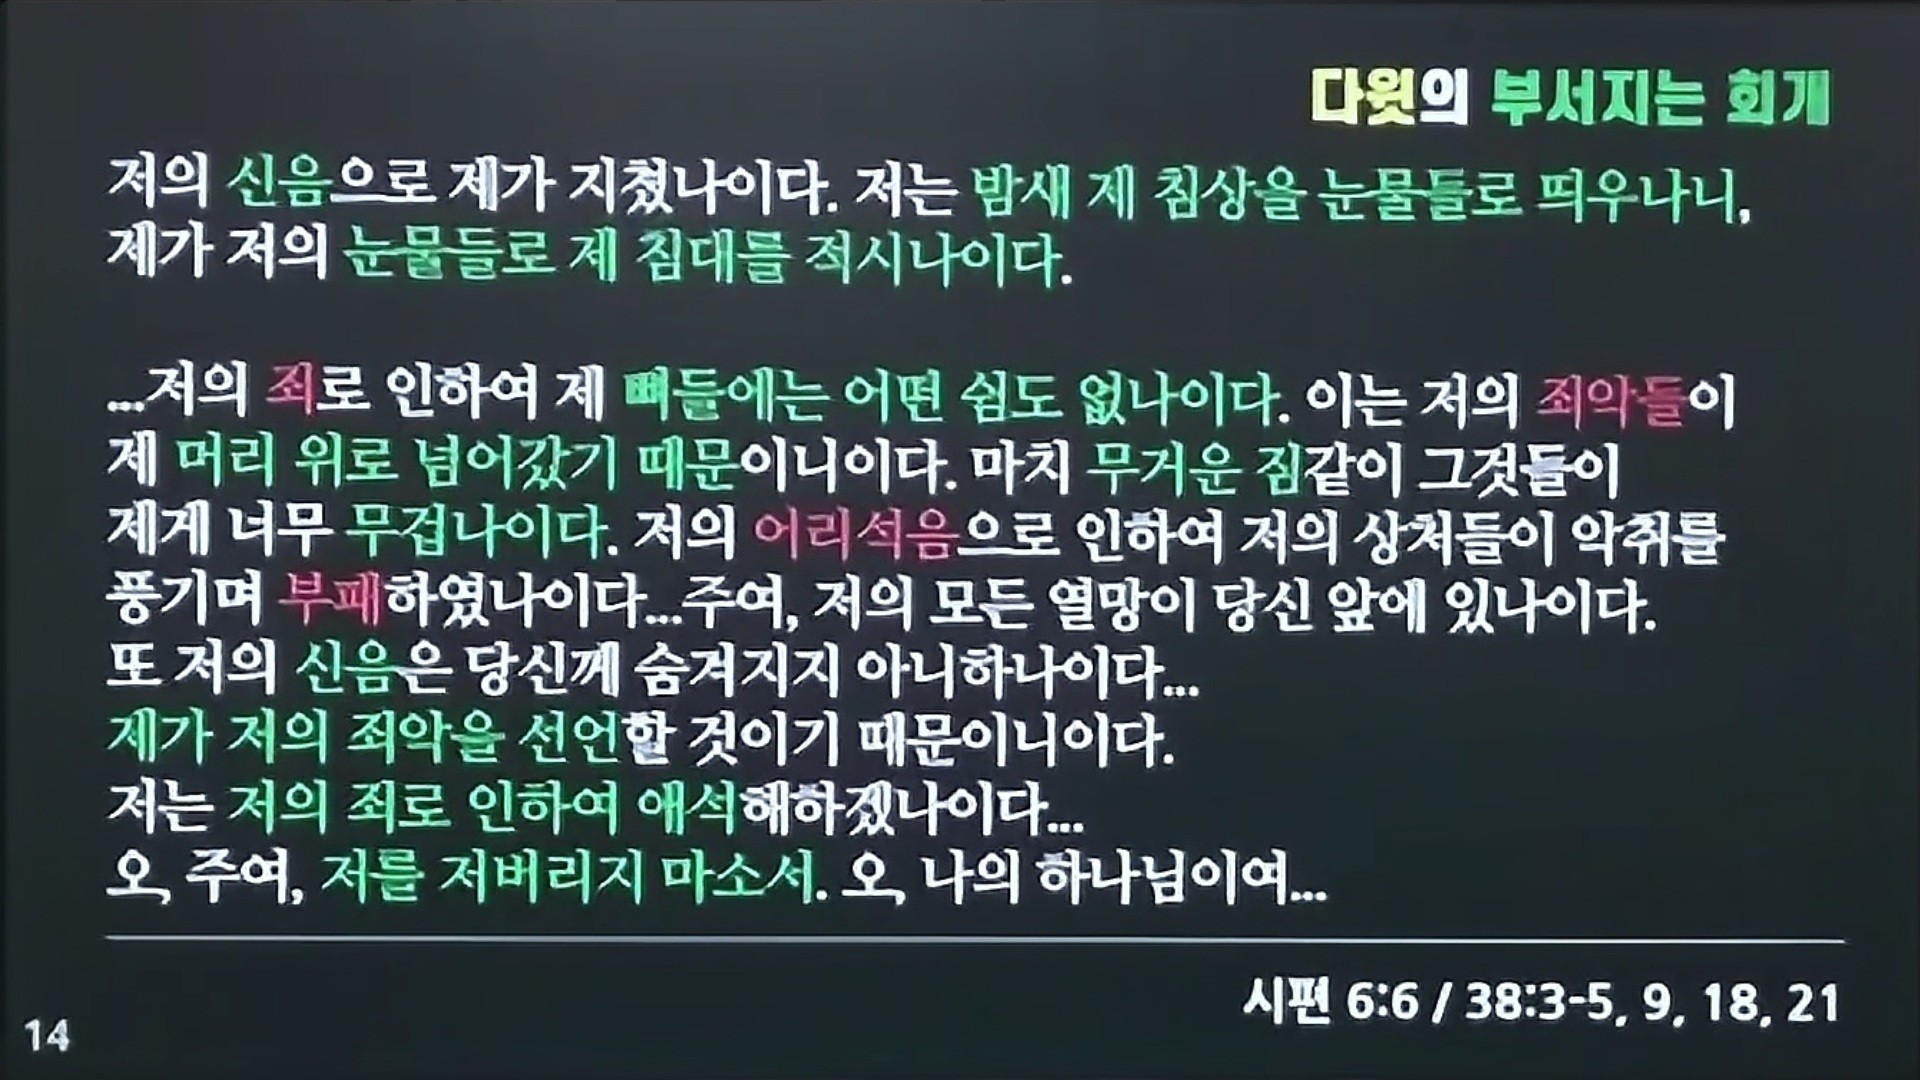 다윗의 부서지는 회개
저의 신음으로 제가 지쳤나이다. 저는 밤새 제 침상을 눈물들로 띄우나니,
제가 저의 눈물들로 제 침대를 적시나이다.
...저의 죄로 인하여 제 뼈들에는 어떤 쉼도 없나이다. 이는 저의 죄악들이
제 머리 위로 넘어갔기 때문이니이다. 마치 무거운 짐같이 그것들이
제게 너무 무겁나이다. 저의 어리석음으로 인하여 저의 상처들이 악취를
풍기며 부패하였나이다...주여, 저의 모든 열망이 당신 앞에 있나이다.
또 저의 신음은 당신께 숨겨지지 아니하나이다...
제가 저의 죄악을 선언할 것이기 때문이니이다.
저는 저의 죄로 인하여 애석해하겠나이다...
오, 주여, 저를 저버리지 마소서. 오, 나의 하나님이여...
시편 6:6 / 38:3-5, 9, 18, 21
14